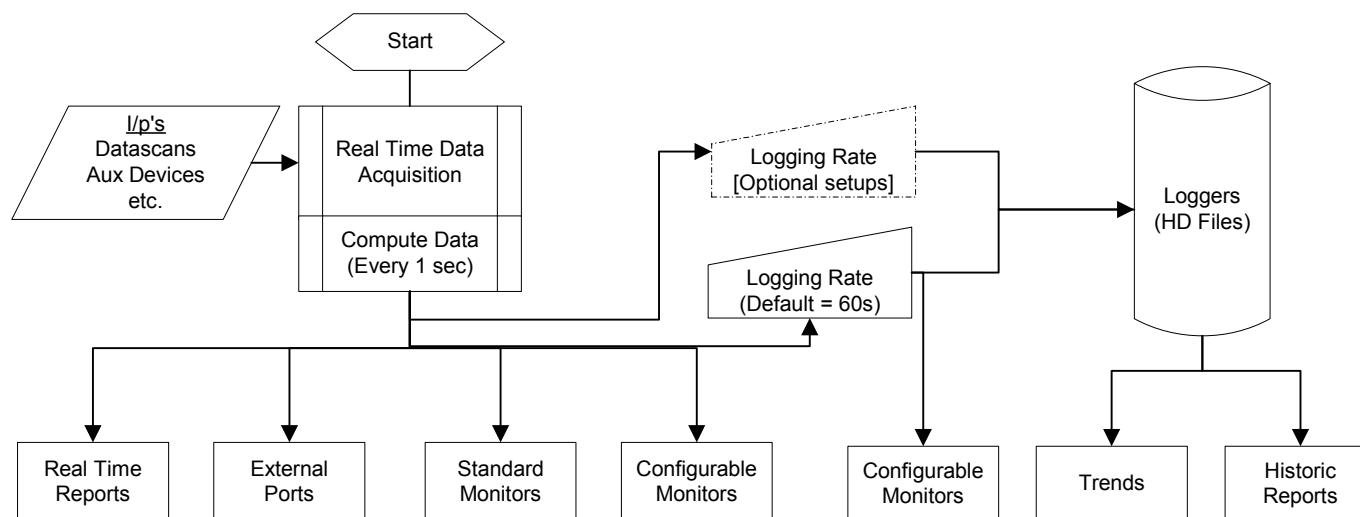 Start
I/p's
Datascans
Aux Devices
etc.
Real Time Data
Acquisition
Compute Data
(Every 1 sec)
Logging Rate
[Optional setups]
Logging Rate
(Default = 60s)
Loggers
(HD Files)
Real Time
Reports
External
Ports
Standard
Monitors
Configurable
Monitors
Configurable
Monitors
Trends
Historic
Reports